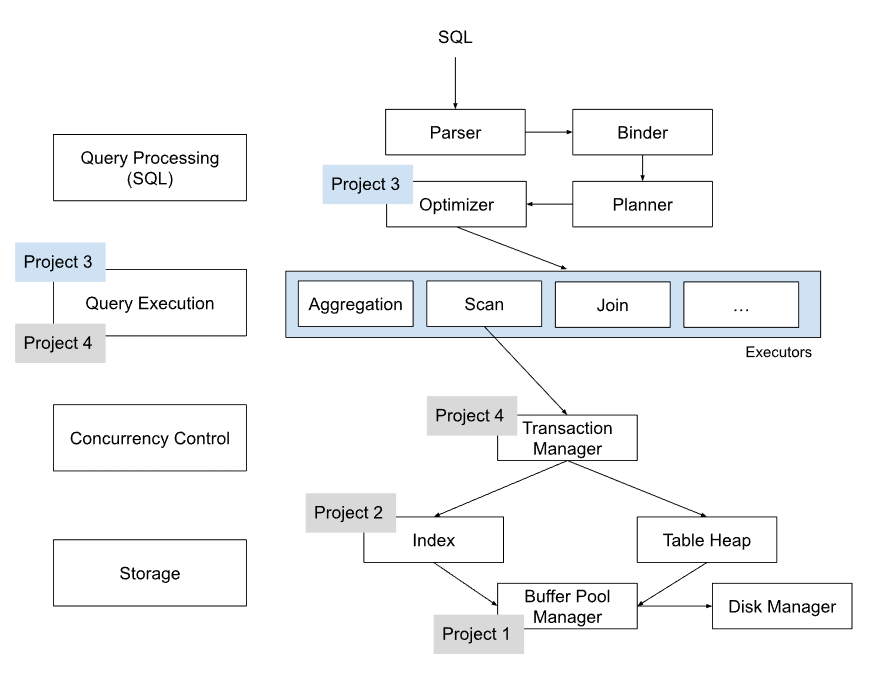 SQL
Parser
Binder
Query Processing
(SQL)
Project 3
Optimizer
Planner
Project 3
Query Execution
Project 4
Aggregation
Scan
Join
...
Executors
Project 4
Transaction
Manager
Concurrency Control
Project 2
Index
Table Heap
Storage
Buffer Pool
Manager
Disk Manager
Project 1